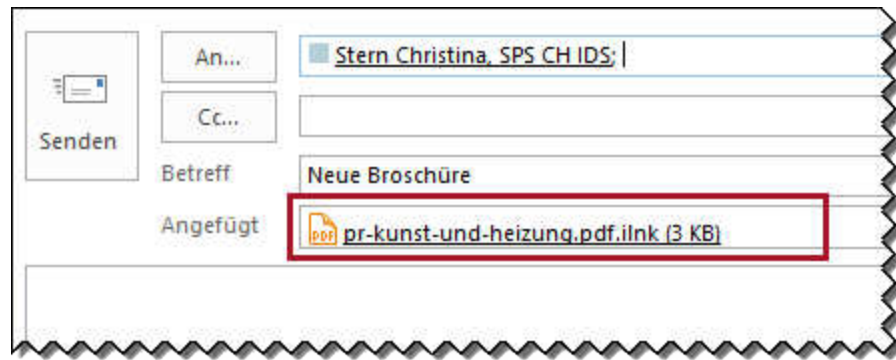 An...
Stern Christina, SPS CH IDS;
Cc...
Senden
Betreff
Neue Broschüre
Angefügt
PDF pr-kunst-und-heizung.pdf.ilnk (3 KB)